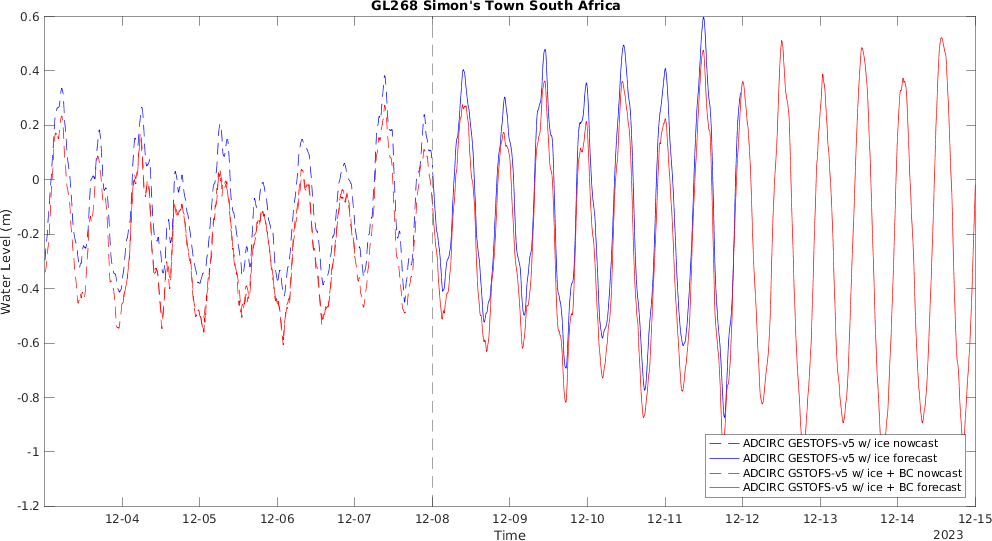 GL268 Simon's Town South Africa
0.6
0.4
0.2
0
-0.2
-0.4
-0.6
-0.8
-1
-1.2
Water Level (m)
ADCIRC GESTOFS-v5 w/ ice nowcast
ADCIRC GESTOFS-v5 w/ ice forecast
ADCIRC GSTOFS-v5 w/ ice + BC nowcast
ADCIRC GSTOFS-v5 w/ ice + BC forecast
12-04 12-05 12-06 12-07 12-08 12-09 12-10 12-11 12-12 12-13 12-14 12-15
Time
2023